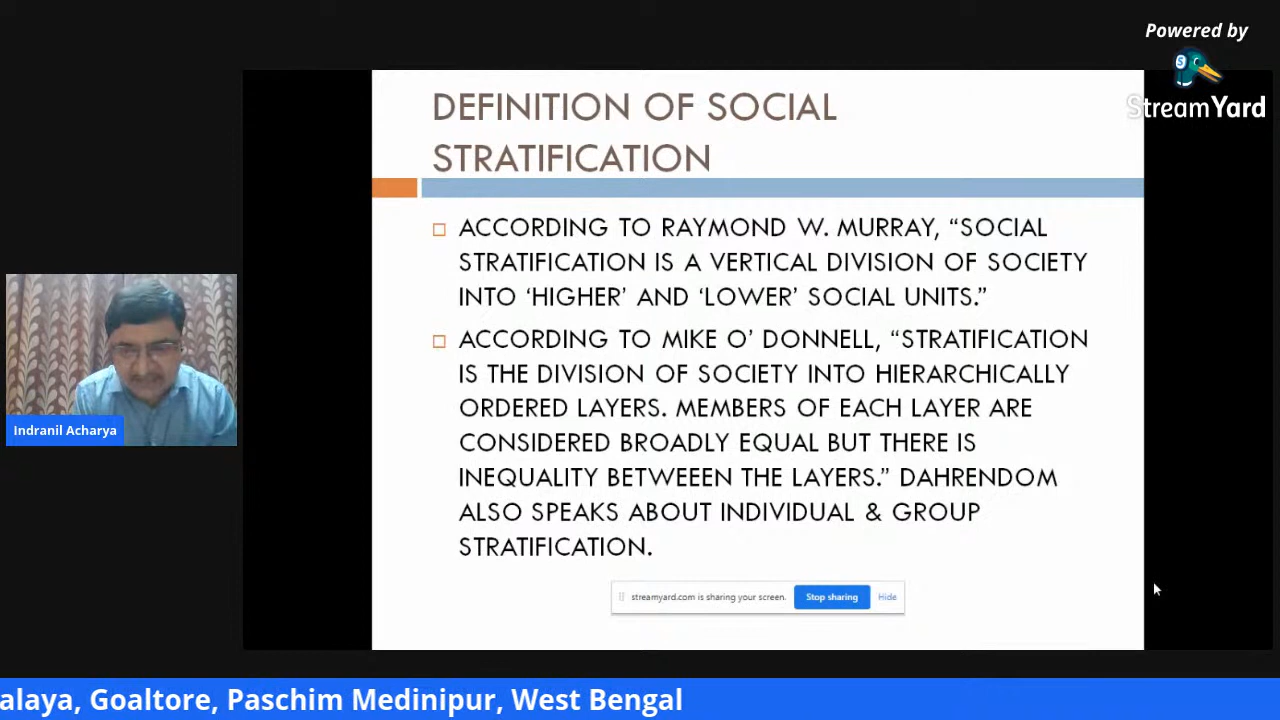 Powered by
StreamYard
DEFINITION OF SOCIAL
STRATIFICATION
ACCORDING TO RAYMOND W. MURRAY, “SOCIAL
STRATIFICATION IS A VERTICAL DIVISION OF SOCIETY
INTO ‘HIGHER’ AND ‘LOWER’ SOCIAL UNITS.”
ACCORDING TO MIKE O’ DONNELL, “STRATIFICATION
IS THE DIVISION OF SOCIETY INTO HIERARCHICALLY
ORDERED LAYERS. MEMBERS OF EACH LAYER ARE
CONSIDERED BROADLY EQUAL BUT THERE IS
INEQUALITY BETWEEEN THE LAYERS.” DAHRENDOM
ALSO SPEAKS ABOUT INDIVIDUAL & GROUP
STRATIFICATION.
Indranil Acharya
streamyard.com is sharing your screen. Stop sharing Hide
alaya, Goaltore, Paschim Medinipur, West Bengal